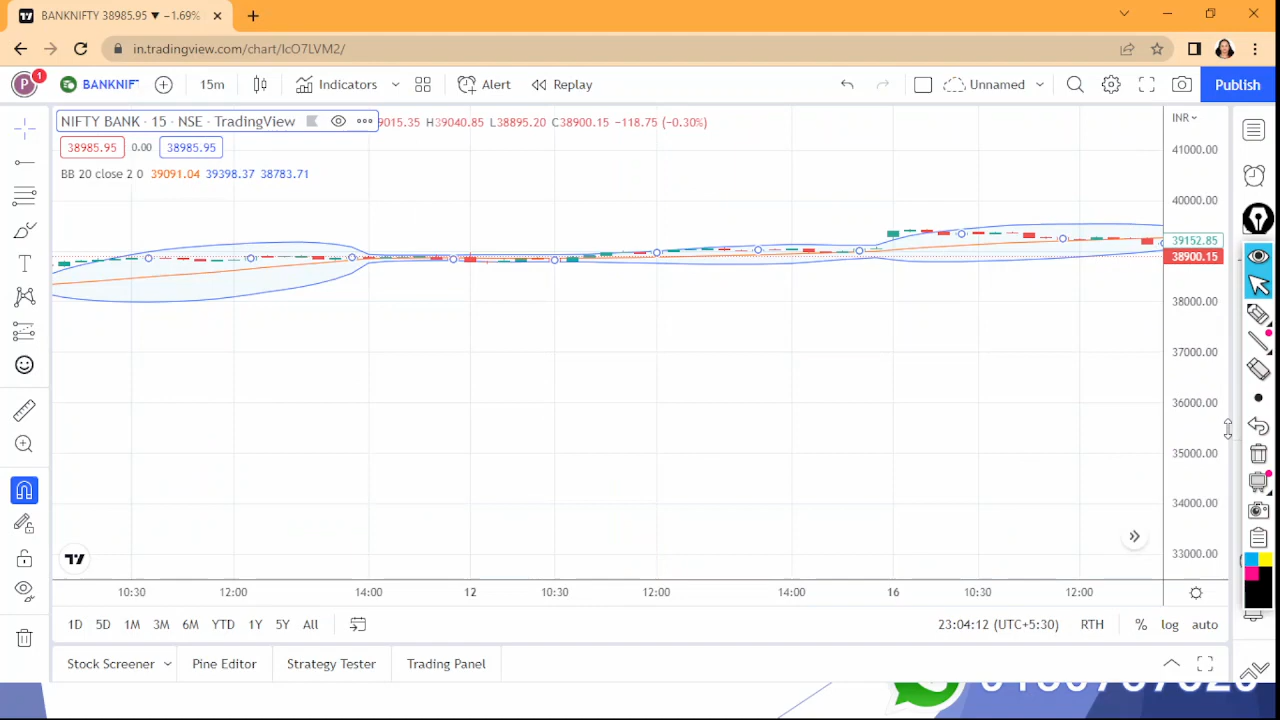 BANKNIFTY 38985.95 ▼ −1.69%
in.tradingview.com/chart/IcO7LVM2/
P 1 BANKNIFT 15m Indicators Alert Replay Unnamed Publish
NIFTY BANK · 15 · NSE · TradingView 9015.35 H39040.85 L38895.20 C38900.15 −118.75 (−0.30%) INR
38985.95 0.00 38985.95
BB 20 close 2 0 39091.04 39398.37 38783.71
41000.00
40000.00
39152.85
38900.15
38000.00
37000.00
36000.00
35000.00
34000.00
33000.00
10:30 12:00 14:00 12 10:30 12:00 14:00 16 10:30 12:00
1D 5D 1M 3M 6M YTD 1Y 5Y All 23:04:12 (UTC+5:30) RTH % log auto
Stock Screener Pine Editor Strategy Tester Trading Panel